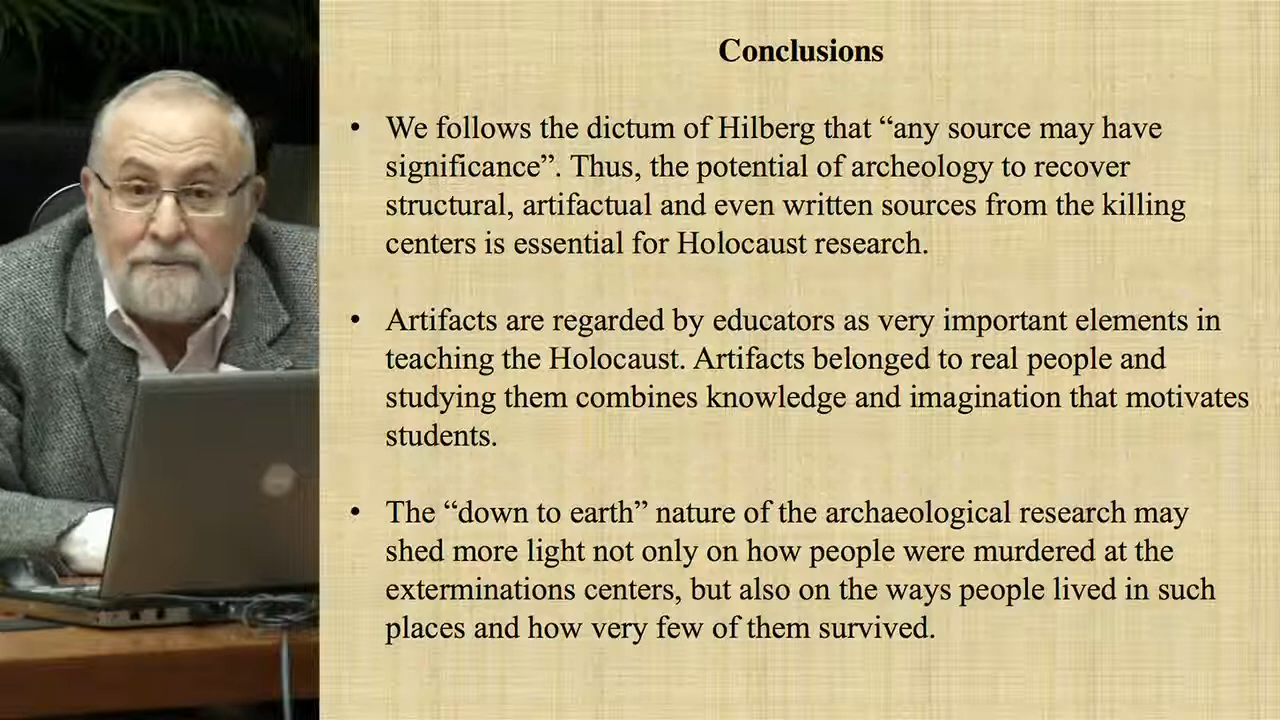 Conclusions
• We follows the dictum of Hilberg that “any source may have
significance”. Thus, the potential of archeology to recover
structural, artifactual and even written sources from the killing
centers is essential for Holocaust research.
• Artifacts are regarded by educators as very important elements in
teaching the Holocaust. Artifacts belonged to real people and
studying them combines knowledge and imagination that motivates
students.
• The “down to earth” nature of the archaeological research may
shed more light not only on how people were murdered at the
exterminations centers, but also on the ways people lived in such
places and how very few of them survived.